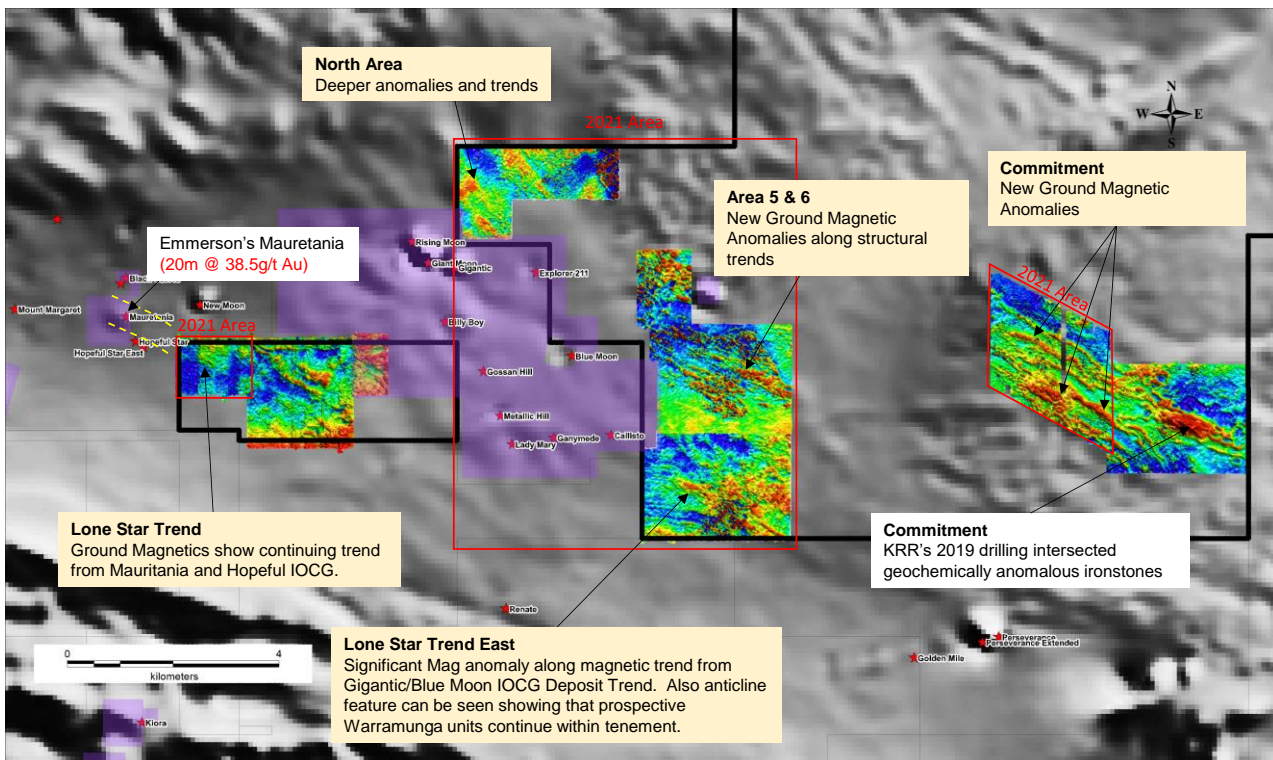 North Area
Deeper anomalies and trends
2021 Area
N
W E
S
Commitment
New Ground Magnetic
Anomalies
Area 5 & 6
New Ground Magnetic
Anomalies along structural
trends
Emmerson's Mauretania
(20m @ 38.5g/t Au)
Rising Moon
Giant Moon
Gigantic
Explorer 211
2021 Area
New Moon
Mount Margaret
Mauretania
Billy Boy
2021 Area
Hopeful Star
Hopeful Star East
Blue Moon
Gossan Hill
Metallic Hill
Lady Mary
Ganymede
Callisto
Lone Star Trend
Ground Magnetics show continuing trend
from Mauritania and Hopeful IOCG.
Commitment
KRR's 2019 drilling intersected
geochemically anomalous ironstones
Renate
Perseverance
Perseverance Extended
Golden Mile
Lone Star Trend East
Significant Mag anomaly along magnetic trend from
Gigantic/Blue Moon IOCG Deposit Trend. Also anticline
feature can be seen showing that prospective
Warramunga units continue within tenement.
0 4
kilometers
Kiora